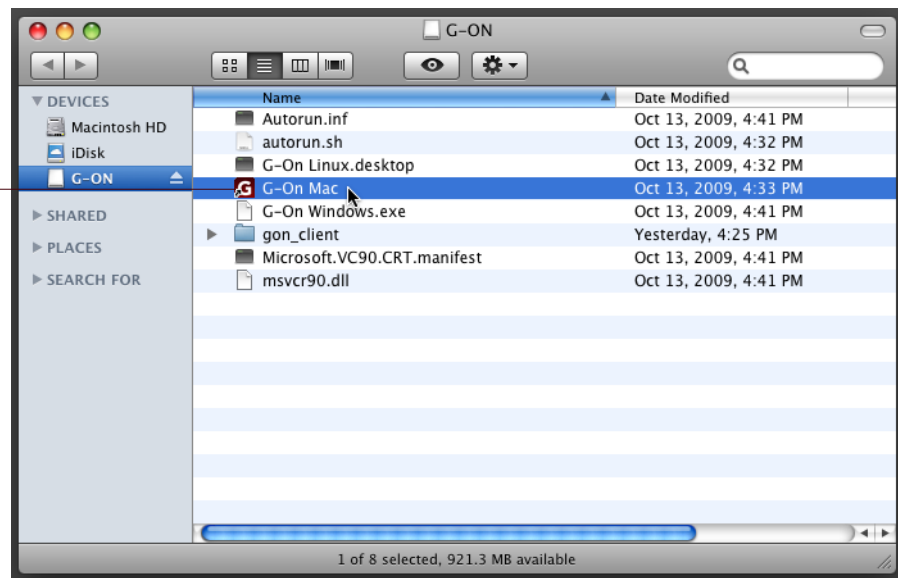 G-ON
DEVICES
Macintosh HD
iDisk
G-ON
SHARED
PLACES
SEARCH FOR
Name Date Modified
Autorun.inf Oct 13, 2009, 4:41 PM
autorun.sh Oct 13, 2009, 4:32 PM
G-On Linux.desktop Oct 13, 2009, 4:32 PM
G-On Mac Oct 13, 2009, 4:33 PM
G-On Windows.exe Oct 13, 2009, 4:41 PM
gon_client Yesterday, 4:25 PM
Microsoft.VC90.CRT.manifest Oct 13, 2009, 4:41 PM
msvcr90.dll Oct 13, 2009, 4:41 PM
1 of 8 selected, 921.3 MB available